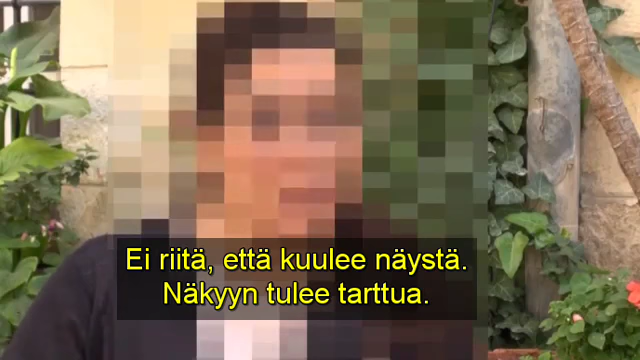 Ei riitä, että kuulee näystä.
Näkyyn tulee tarttua.